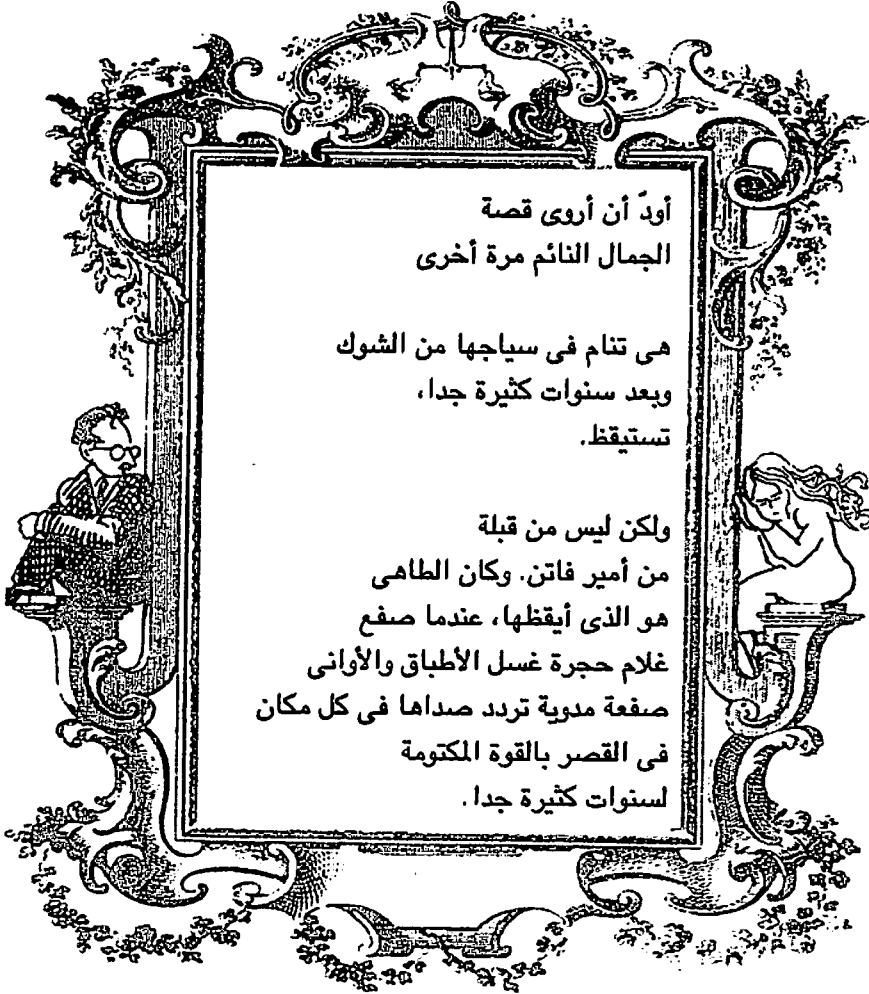 أودّ أن أروى قصة
الجمال النائم مرة أخرى
هى تنام فى سياجها من الشوك
وبعد سنوات كثيرة جدا،
تستيقظ.
ولكن ليس من قبلة
من أمير فاتن. وكان الطاهى
هو الذى أيقظها، عندما صفع
غلام حجرة غسل الأطباق والأوانى
صفعة مدوية تردد صداها فى كل مكان
فى القصر بالقوة المكتومة
لسنوات كثيرة جدا.